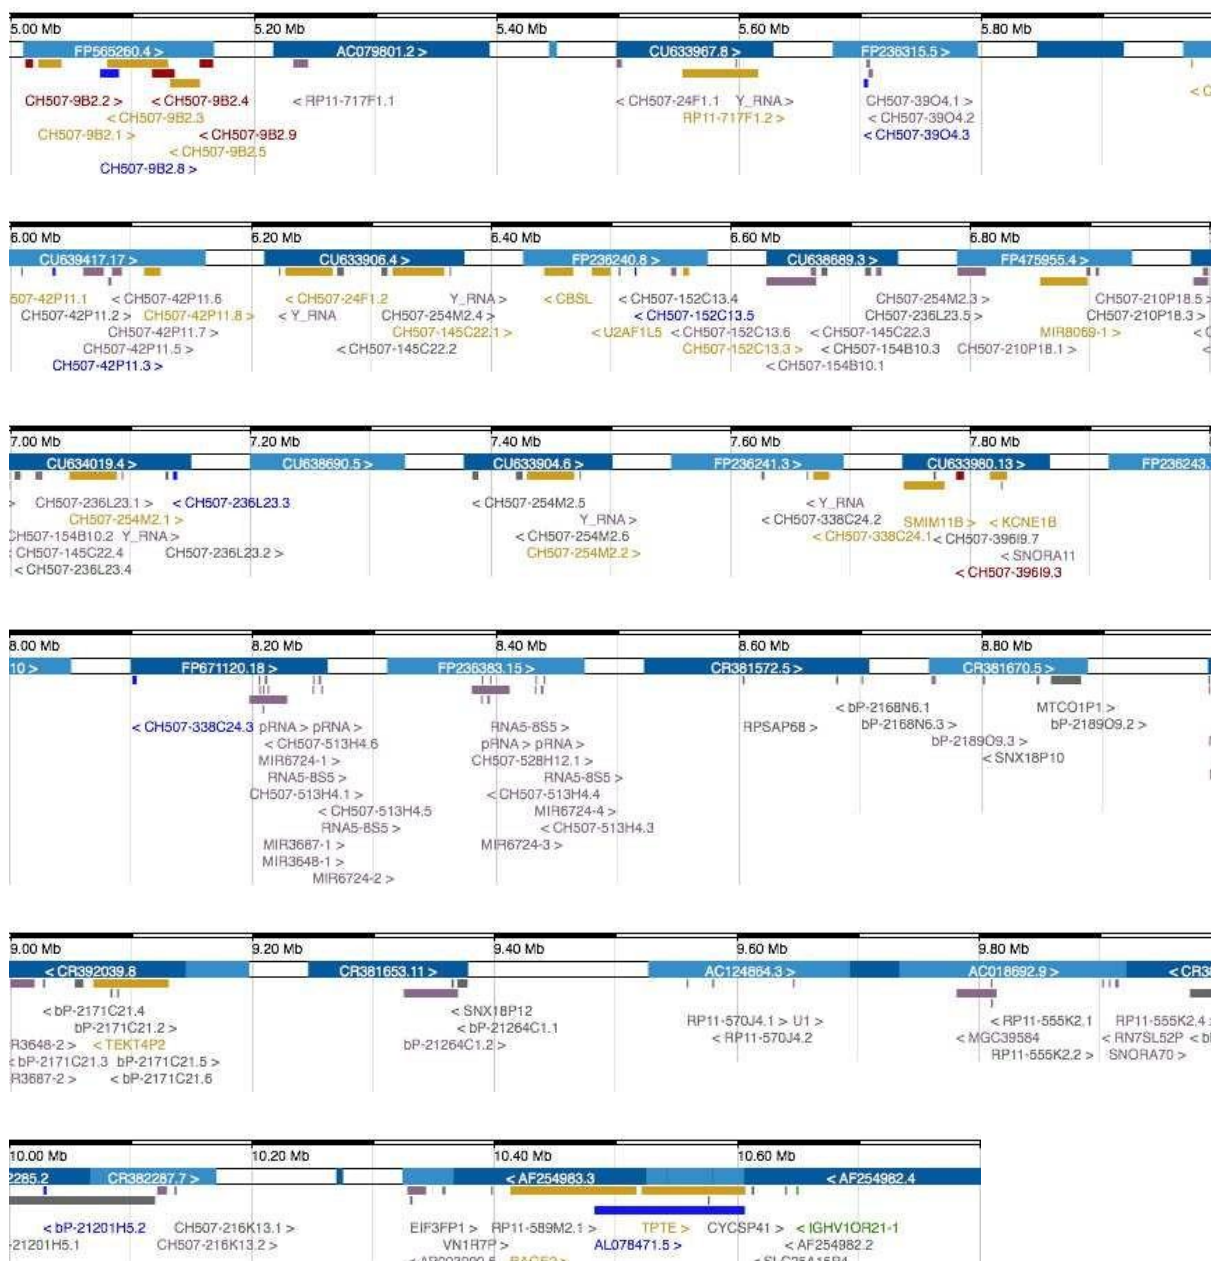 5.00 Mb 5.20 Mb 5.40 Mb 5.60 Mb 5.80 Mb
FP565260.4 > AC079801.2 > CU633967.8 > FP236315.5 >
CH507-9B2.2 > < CH507-9B2.4 < RP11-717F1.1 < CH507-24F1.1 Y_RNA > CH507-39O4.1 >
< CH507-9B2.3 RP11-717F1.2 > < CH507-39O4.2
CH507-9B2.1 > < CH507-9B2.9 < CH507-39O4.3
< CH507-9B2.5
CH507-9B2.8 >
6.00 Mb 6.20 Mb 6.40 Mb 6.60 Mb 6.80 Mb
CU639417.17 > CU633906.4 > FP236240.8 > CU638689.3 > FP475955.4 >
507-42P11.1 < CH507-42P11.6 < CH507-24F1.2 Y_RNA > < CBSL < CH507-152C13.4 CH507-254M2.3 > CH507-210P18.5 >
CH507-42P11.2 > CH507-42P11.8 > < Y_RNA CH507-254M2.4 > < CH507-152C13.5 CH507-236L23.5 > CH507-210P18.3 >
CH507-42P11.7 > CH507-145C22.1 > < U2AF1L5 < CH507-152C13.6 < CH507-145C22.3 MIR8069-1 >
CH507-42P11.5 > < CH507-145C22.2 CH507-152C13.3 > < CH507-154B10.3 CH507-210P18.1 >
CH507-42P11.3 > < CH507-154B10.1
7.00 Mb 7.20 Mb 7.40 Mb 7.60 Mb 7.80 Mb
CU634019.4 > CU638690.5 > CU633904.6 > FP236241.3 > CU633980.13 > FP236243.
> CH507-236L23.1 > < CH507-236L23.3 < CH507-254M2.5 < Y_RNA
CH507-254M2.1 > Y_RNA > < CH507-338C24.2 SMIM11B > < KCNE1B
CH507-154B10.2 Y_RNA > < CH507-254M2.6 < CH507-338C24.1 < CH507-396I9.7
< CH507-145C22.4 CH507-236L23.2 > CH507-254M2.2 > < SNORA11
< CH507-236L23.4 < CH507-396I9.3
8.00 Mb 8.20 Mb 8.40 Mb 8.60 Mb 8.80 Mb
10 > FP671120.18 > FP236383.15 > CR381572.5 > CR381670.5 >
< CH507-338C24.3 pRNA > pRNA > RNA5-8S5 > RPSAP68 > < bP-2168N6.1 MTCO1P1 >
< CH507-513H4.6 pRNA > pRNA > bP-2168N6.3 > bP-2189O9.2 >
MIR6724-1 > CH507-528H12.1 > bP-2189O9.3 >
RNA5-8S5 > RNA5-8S5 > < SNX18P10
CH507-513H4.1 > < CH507-513H4.4
< CH507-513H4.5 MIR6724-4 >
RNA5-8S5 > < CH507-513H4.3
MIR3687-1 > MIR6724-3 >
MIR3648-1 >
MIR6724-2 >
9.00 Mb 9.20 Mb 9.40 Mb 9.60 Mb 9.80 Mb
< CR392039.8 CR381653.11 > AC124864.3 > AC018692.9 > < CR38
< bP-2171C21.4 < SNX18P12 RP11-570J4.1 > U1 > < RP11-555K2.1 RP11-555K2.4
bP-2171C21.2 > < bP-21264C1.1 < RP11-570J4.2 < MGC39584 < RN7SL52P
R3648-2 > < TEKT4P2 bP-21264C1.2 > RP11-555K2.2 > SNORA70 >
bP-2171C21.3 bP-2171C21.5 >
R3687-2 > < bP-2171C21.6
10.00 Mb 10.20 Mb 10.40 Mb 10.60 Mb
2285.2 CR382287.7 > < AF254983.3 < AF254982.4
< bP-21201H5.2 CH507-216K13.1 > EIF3FP1 > RP11-589M2.1 > TPTE > CYCSP41 > < IGHV1OR21-1
-21201H5.1 CH507-216K13.2 > VN1R7P > AL078471.5 > < AF254982.2